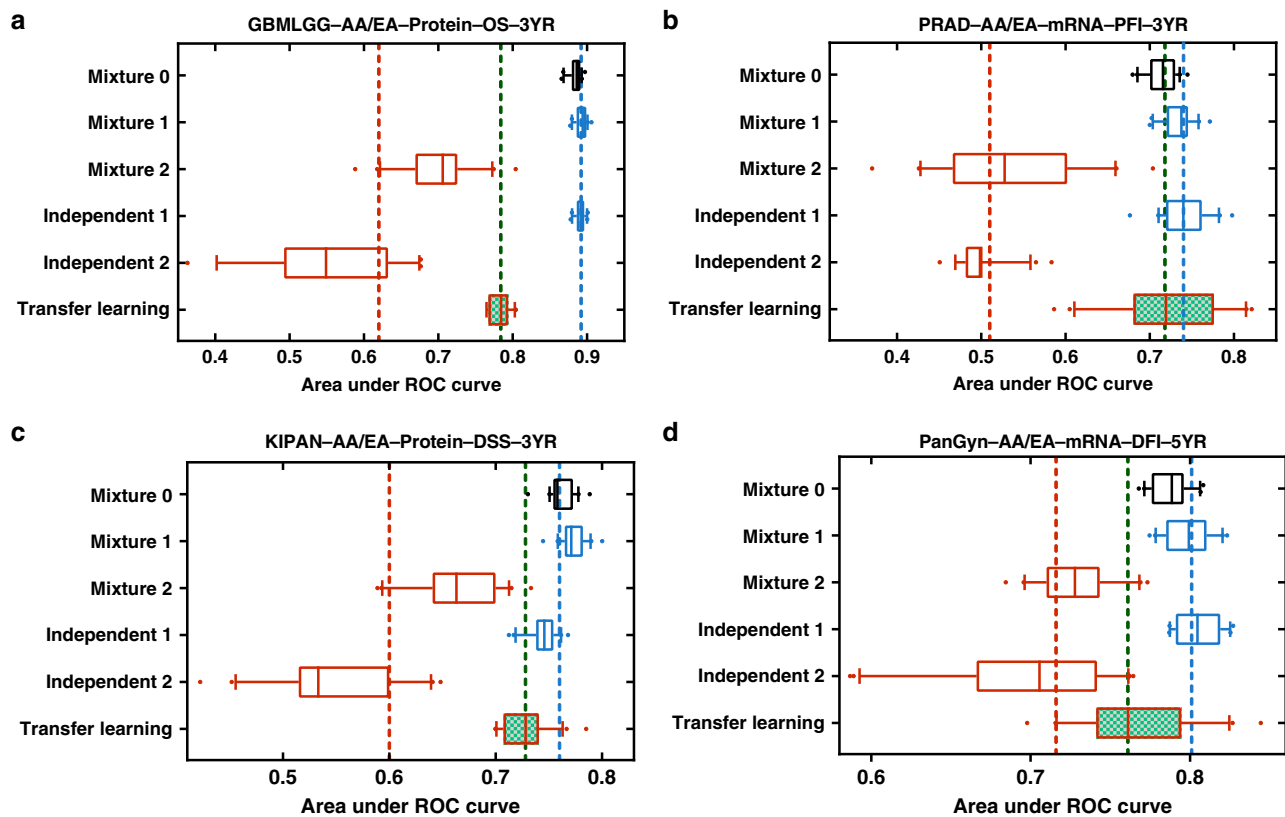 a
GBMLGG–AA/EA–Protein–OS–3YR
Mixture 0
Mixture 1
Mixture 2
Independent 1
Independent 2
Transfer learning
0.4 0.5 0.6 0.7 0.8 0.9
Area under ROC curve
b
PRAD–AA/EA–mRNA–PFI–3YR
Mixture 0
Mixture 1
Mixture 2
Independent 1
Independent 2
Transfer learning
0.4 0.5 0.6 0.7 0.8
Area under ROC curve
c
KIPAN–AA/EA–Protein–DSS–3YR
Mixture 0
Mixture 1
Mixture 2
Independent 1
Independent 2
Transfer learning
0.5 0.6 0.7 0.8
Area under ROC curve
d
PanGyn–AA/EA–mRNA–DFI–5YR
Mixture 0
Mixture 1
Mixture 2
Independent 1
Independent 2
Transfer learning
0.6 0.7 0.8
Area under ROC curve